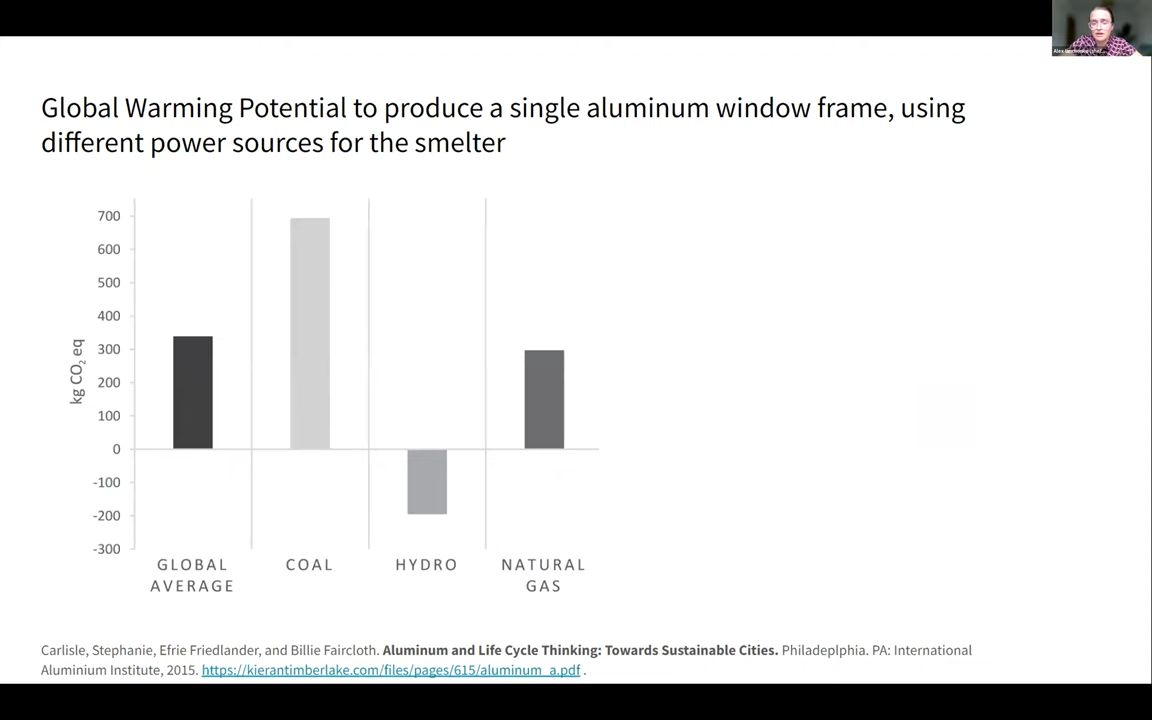 Global Warming Potential to produce a single aluminum window frame, using
different power sources for the smelter
700
600
500
400
300
200
100
0
-100
-200
-300
kg CO₂ eq
GLOBAL
AVERAGE
COAL
HYDRO
NATURAL
GAS
Carlisle, Stephanie, Efrie Friedlander, and Billie Faircloth. Aluminum and Life Cycle Thinking: Towards Sustainable Cities. Philadeplphia. PA: International
Aluminium Institute, 2015. https://kierantimberlake.com/files/pages/615/aluminum_a.pdf .